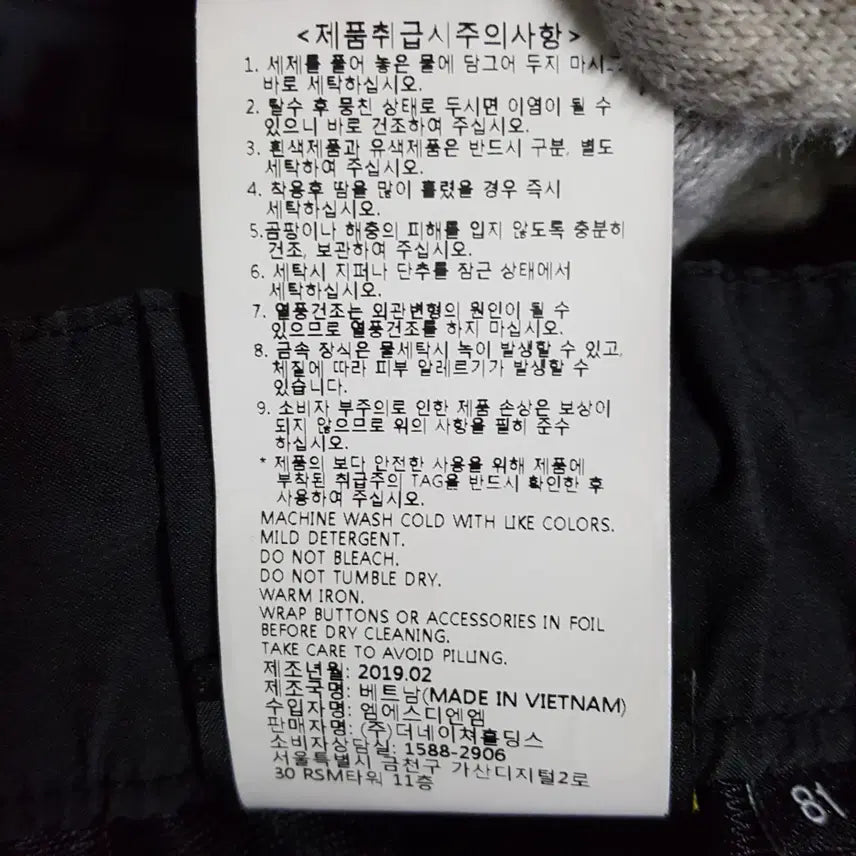 <제품취급시주의사항>
1. 세제를 풀어 놓은 물에 담그어 두지 마시고
바로 세탁하십시오.
2. 탈수 후 뭉친 상태로 두시면 이염이 될 수
있으니 바로 건조하여 주십시오.
3. 흰색제품과 유색제품은 반드시 구분, 별도
세탁하여 주십시오.
4. 착용후 땀을 많이 흘렸을 경우 즉시
세탁하십시오.
5.곰팡이나 해충의 피해를 입지 않도록 충분히
건조, 보관하여 주십시오.
6. 세탁시 지퍼나 단추를 잠근 상태에서
세탁하십시오.
7. 열풍건조는 외관변형의 원인이 될 수
있으므로 열풍건조를 하지 마십시오.
8. 금속 장식은 물세탁시 녹이 발생할 수 있고,
체질에 따라 피부 알레르기가 발생할 수
있습니다.
9. 소비자 부주의로 인한 제품 손상은 보상이
되지 않으므로 위의 사항을 필히 준수
하십시오.
* 제품의 보다 안전한 사용을 위해 제품에
부착된 취급주의 TAG을 반드시 확인한 후
사용하여 주십시오.
MACHINE WASH COLD WITH LIKE COLORS.
MILD DETERGENT.
DO NOT BLEACH.
DO NOT TUMBLE DRY.
WARM IRON.
WRAP BUTTONS OR ACCESSORIES IN FOIL
BEFORE DRY CLEANING.
TAKE CARE TO AVOID PILLING.
제조년월: 2019.02
제조국명: 베트남(MADE IN VIETNAM)
수입자명: 엠에스디엔엠
판매자명: (주)더네이쳐홀딩스
소비자상담실: 1588-2906
서울특별시 금천구 가산디지털2로
30 RSM타워 11층
81